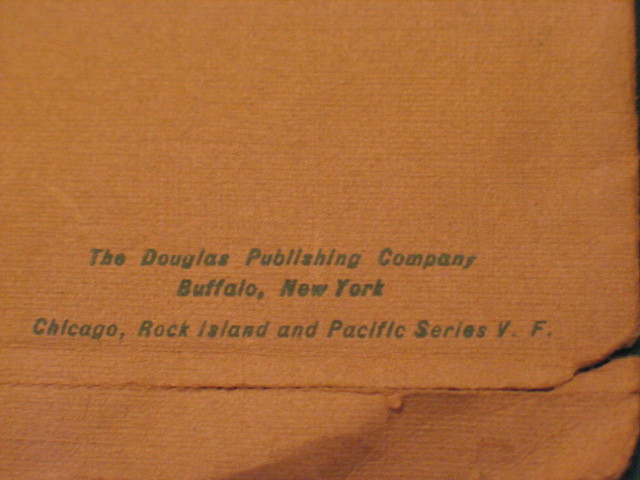 The Douglas Publishing Company
Buffalo, New York
Chicago, Rock Island and Pacific Series V. F.